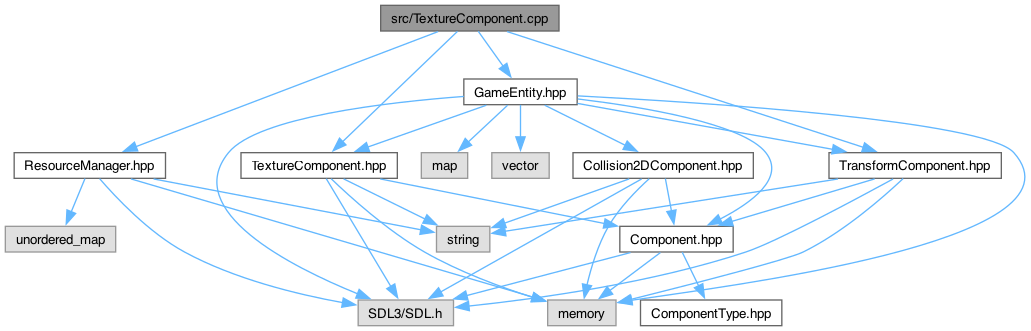 src/TextureComponent.cpp
GameEntity.hpp
ResourceManager.hpp
TextureComponent.hpp
map
vector
Collision2DComponent.hpp
TransformComponent.hpp
unordered_map
string
Component.hpp
SDL3/SDL.h
memory
ComponentType.hpp